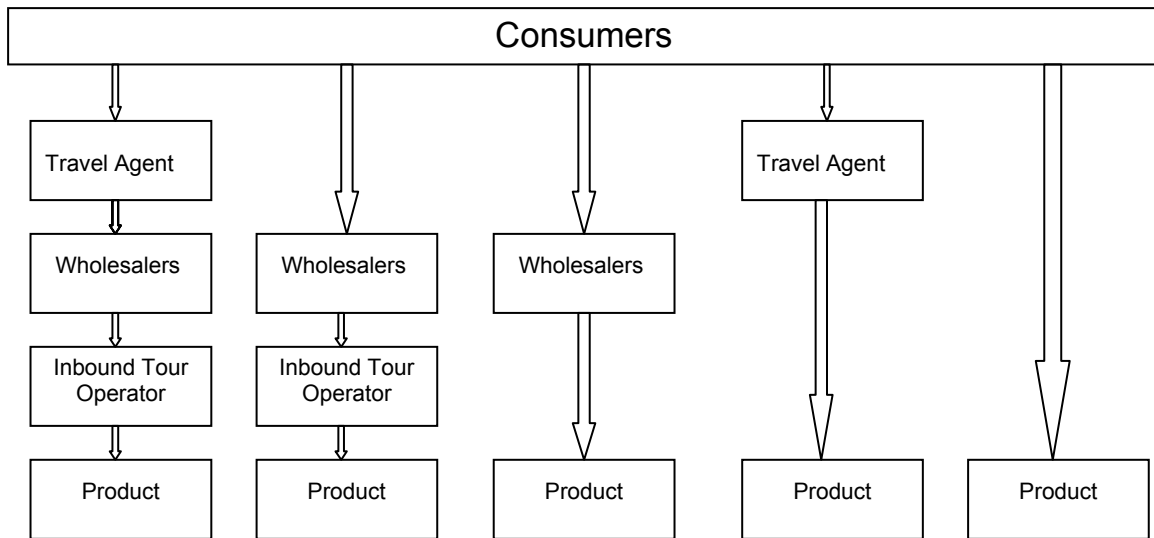 Consumers
Travel Agent
Travel Agent
Wholesalers
Wholesalers
Wholesalers
Inbound Tour
Operator
Inbound Tour
Operator
Product
Product
Product
Product
Product